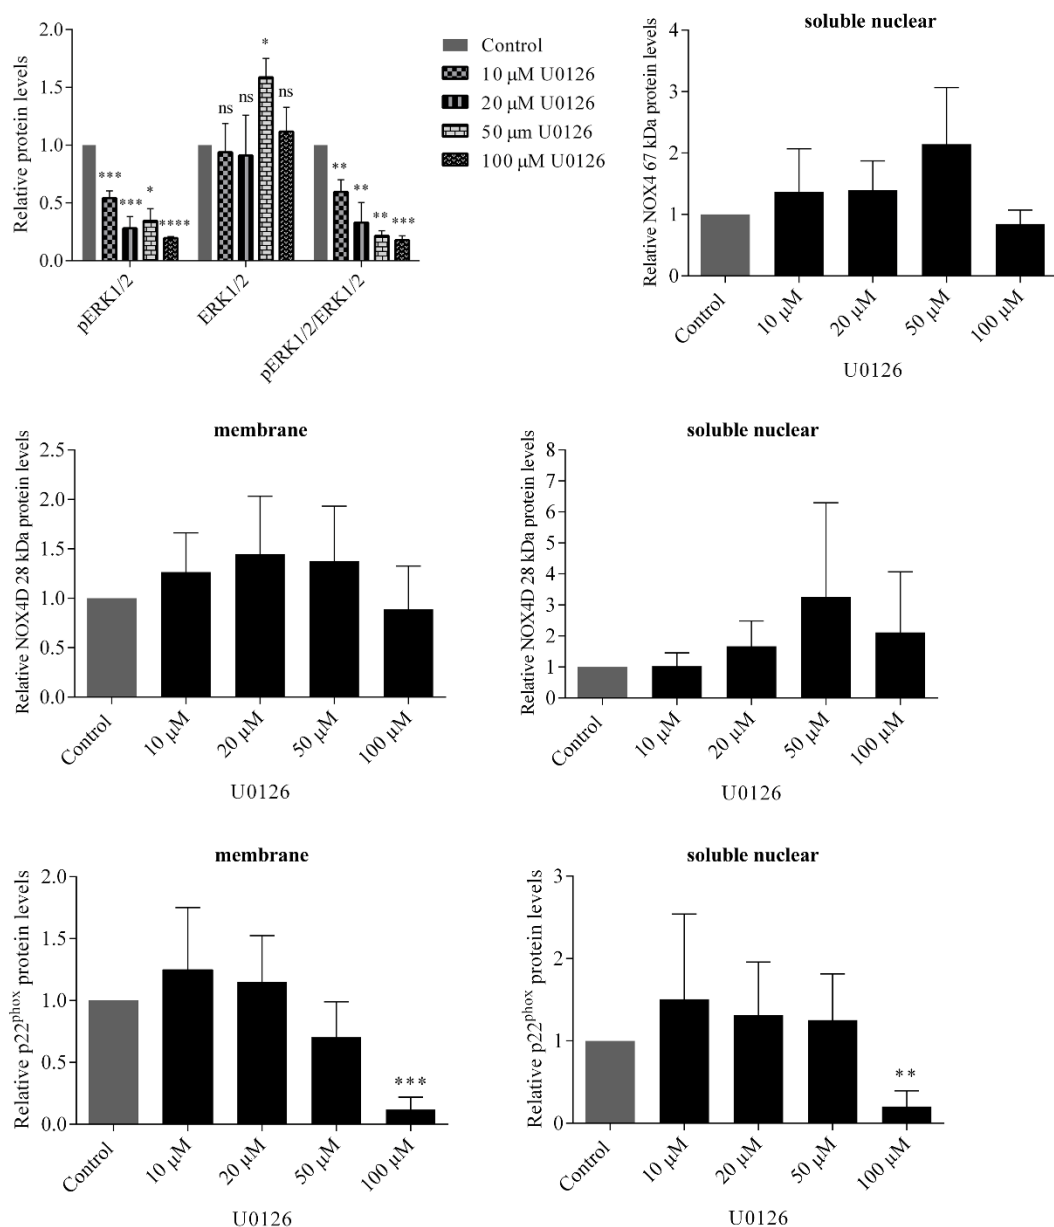 Relative protein levels
2.0
1.5
1.0
0.5
0.0
***
***
*
****
ns
ns
*
ns
**
**
**
***
pERK1/2
ERK1/2
pERK1/2/ERK1/2
Control
10 µM U0126
20 µM U0126
50 µm U0126
100 µM U0126
soluble nuclear
Relative NOX4 67 kDa protein levels
4
3
2
1
0
Control
10 µM
20 µM
50 µM
100 µM
U0126
membrane
Relative NOX4D 28 kDa protein levels
2.5
2.0
1.5
1.0
0.5
0.0
Control
10 µM
20 µM
50 µM
100 µM
U0126
soluble nuclear
Relative NOX4D 28 kDa protein levels
8
7
6
5
4
3
2
1
0
Control
10 µM
20 µM
50 µM
100 µM
U0126
membrane
Relative p22phox protein levels
2.0
1.5
1.0
0.5
0.0
***
Control
10 µM
20 µM
50 µM
100 µM
U0126
soluble nuclear
Relative p22phox protein levels
3
2
1
0
**
Control
10 µM
20 µM
50 µM
100 µM
U0126